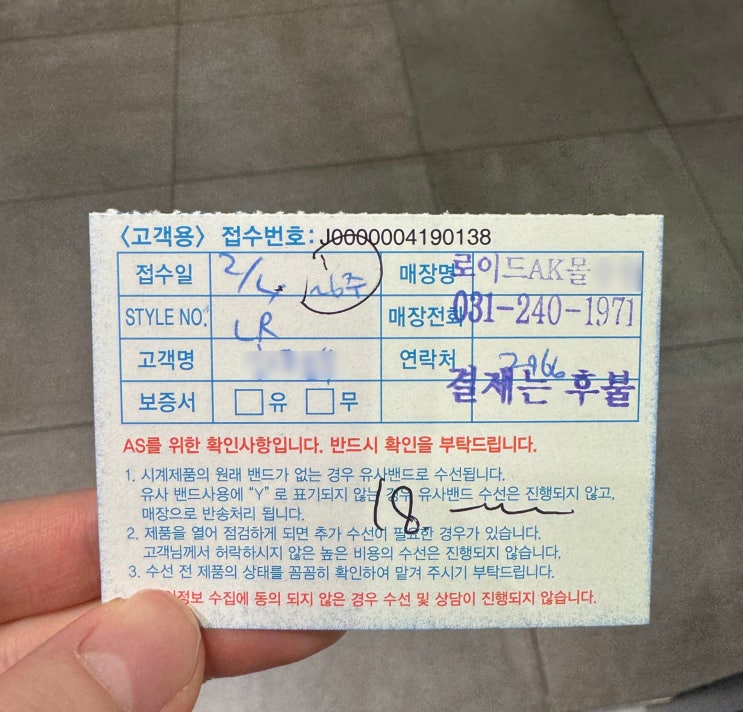 〈고객용〉 접수번호: J0000004190138
접수일 2/4 ~6주 매장명 로이드AK몰
STYLE NO. LR 매장전화 031-240-1971
고객명 연락처 2966
결제는 후불
보증서 유 무
AS를 위한 확인사항입니다. 반드시 확인을 부탁드립니다.
1. 시계제품의 원래 밴드가 없는 경우 유사밴드로 수선됩니다.
유사 밴드사용에 “Y” 로 표기되지 않는 경우 유사밴드 수선은 진행되지 않고,
매장으로 반송처리 됩니다.
18.
2. 제품을 열어 점검하게 되면 추가 수선이 필요한 경우가 있습니다.
고객님께서 허락하시지 않은 높은 비용의 수선은 진행되지 않습니다.
3. 수선 전 제품의 상태를 꼼꼼히 확인하여 맡겨 주시기 부탁드립니다.
정보 수집에 동의 되지 않은 경우 수선 및 상담이 진행되지 않습니다.